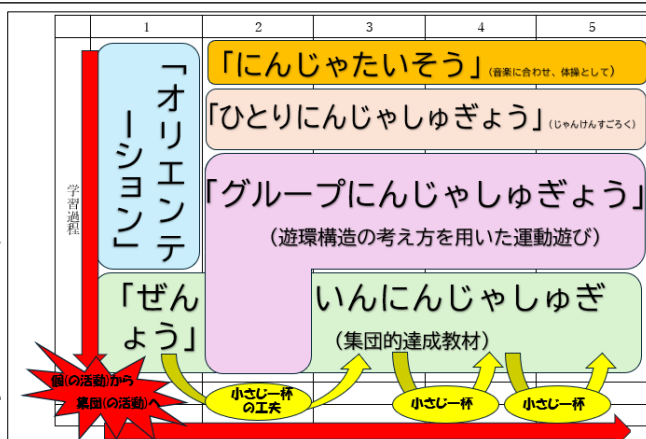 1 2 3 4 5
学習過程
「オリエンテ
ーション」
「にんじゃたいそう」(音楽に合わせ、体操として)
「ひとりにんじゃしゅぎょう」(じゃんけんすごろく)
「グループにんじゃしゅぎょう」
(遊環構造の考え方を用いた運動遊び)
「ぜん いんにんじゃしゅぎ
ょう」 (集団的達成教材)
個(の活動)から
集団(の活動)へ
小さじ一杯
の工夫
小さじ一杯
小さじ一杯